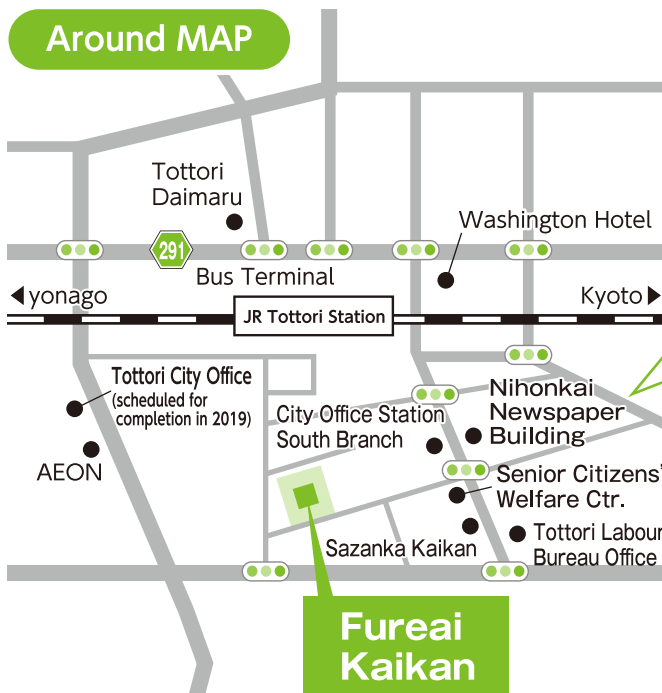 Around MAP
Tottori
Daimaru
Washington Hotel
291
Bus Terminal
yonago
Kyoto
JR Tottori Station
Tottori City Office
(scheduled for
completion in 2019)
AEON
City Office Station
South Branch
Nihonkai
Newspaper
Building
Senior Citizens'
Welfare Ctr.
Sazanka Kaikan
Tottori Labour
Bureau Office
Fureai
Kaikan